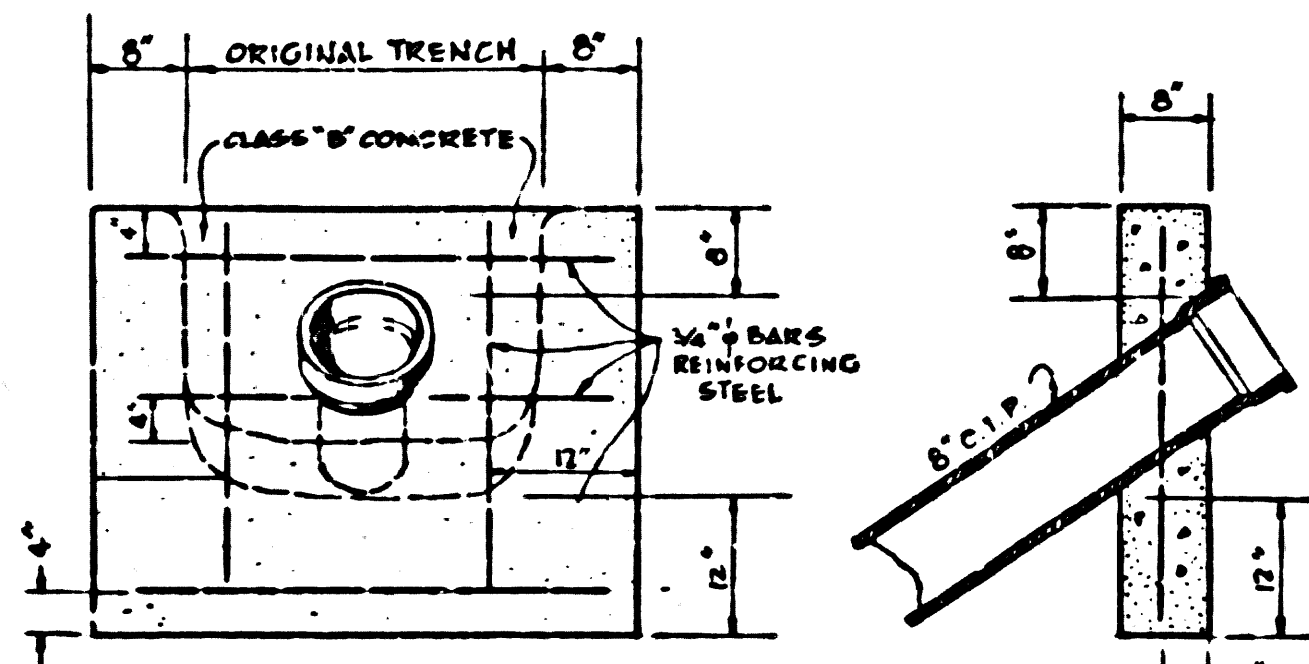 8" ORIGINAL TRENCH 8"
CLASS "B" CONCRETE
8"
4"
8"
8"
1/4" ϕ BARS
REINFORCING
STEEL
4"
8" C.I.P.
12"
4"
12"
12"